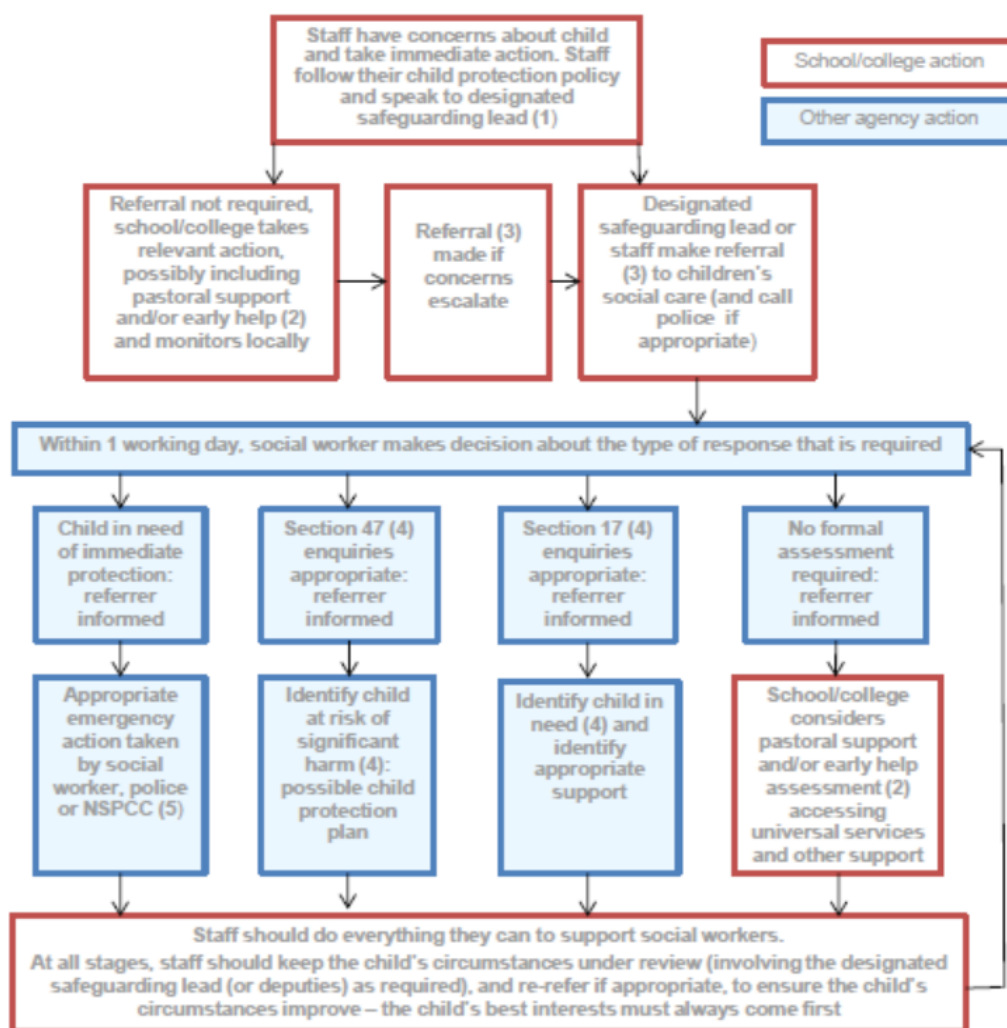 Staff have concerns about child
and take immediate action. Staff
follow their child protection policy
and speak to designated
safeguarding lead (1)
School/college action
Other agency action
Referral not required,
school/college takes
relevant action,
possibly including
pastoral support
and/or early help (2)
and monitors locally
Referral (3)
made if
concerns
escalate
Designated
safeguarding lead or
staff make referral
(3) to children's
social care (and call
police if
appropriate)
Within 1 working day, social worker makes decision about the type of response that is required
Child in need
of immediate
protection:
referrer
informed
Section 47 (4)
enquiries
appropriate:
referrer
informed
Section 17 (4)
enquiries
appropriate:
referrer
informed
No formal
assessment
required:
referrer
informed
Appropriate
emergency
action taken
by social
worker, police
or NSPCC (5)
Identify child
at risk of
significant
harm (4):
possible child
protection
plan
Identify child in
need (4) and
identify
appropriate
support
School/college
considers
pastoral support
and/or early help
assessment (2)
accessing
universal services
and other support
Staff should do everything they can to support social workers.
At all stages, staff should keep the child's circumstances under review (involving the designated
safeguarding lead (or deputies) as required), and re-refer if appropriate, to ensure the child's
circumstances improve – the child's best interests must always come first